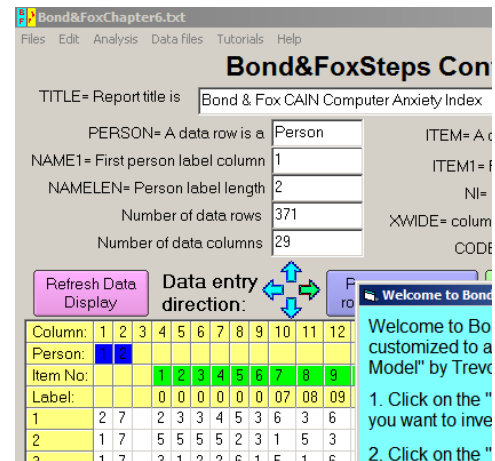 Bond&FoxChapter6.txt
Files Edit Analysis Data files Tutorials Help
Bond&FoxSteps Con
TITLE= Report title is Bond & Fox CAIN Computer Anxiety Index
PERSON= A data row is a Person
ITEM= A
NAME1= First person label column 1
ITEM1=
NAMELEN= Person label length 2
NI=
Number of data rows 371
XWIDE= colum
Number of data columns 29
CODE
Refresh Data Display
Data entry direction:
Column: 1 2 3 4 5 6 7 8 9 10 11 12
Person: 1 2
Item No: 1 2 3 4 5 6 7 8 9
Label: 0 0 0 0 0 0 07 08 09
1 2 7 2 3 3 4 5 3 6 3 6
2 1 7 5 5 5 5 2 3 1 5 3
Welcome to Bond
Welcome to Bo
customized to a
Model" by Trevo
1. Click on the "
you want to inve
2. Click on the "